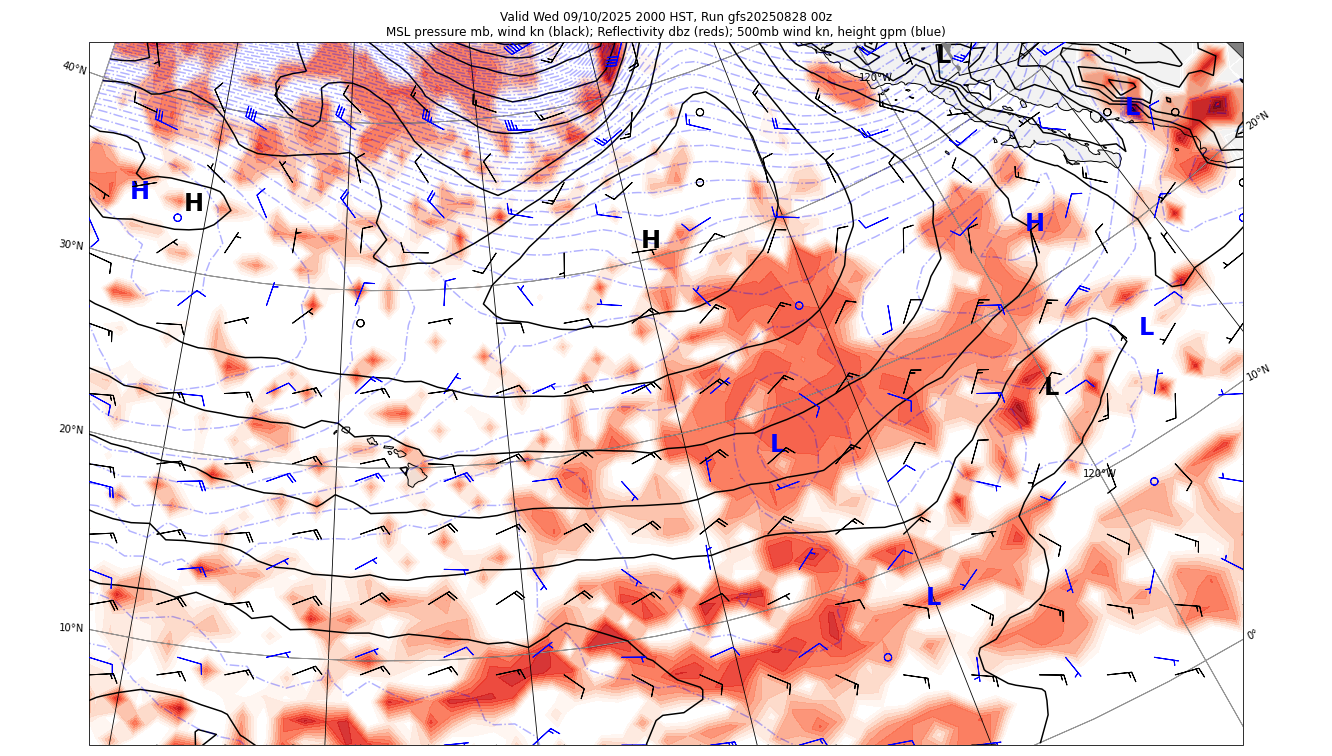 Valid Wed 09/10/2025 2000 HST, Run gfs20250828 00z
MSL pressure mb, wind kn (black); Reflectivity dbz (reds); 500mb wind kn, height gpm (blue)
L
40°N
120°W
L
20°N
H
H
H
H
30°N
L
L
10°N
L
L
20°N
120°W
L
10°N
0°